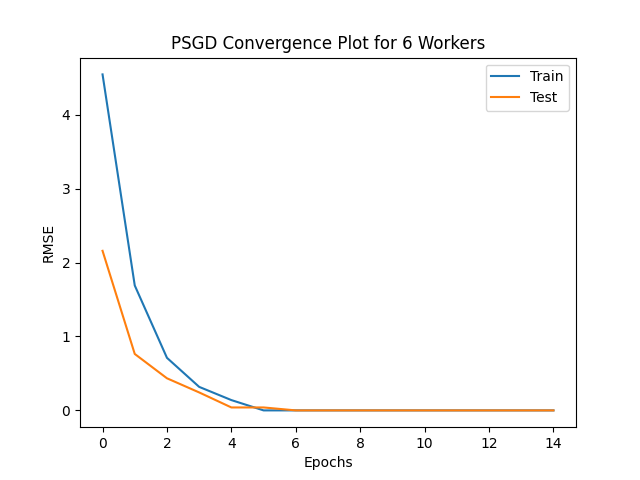 PSGD Convergence Plot for 6 Workers
Train
Test
4
3
2
1
0
RMSE
0 2 4 6 8 10 12 14
Epochs